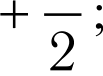 + — ;
2